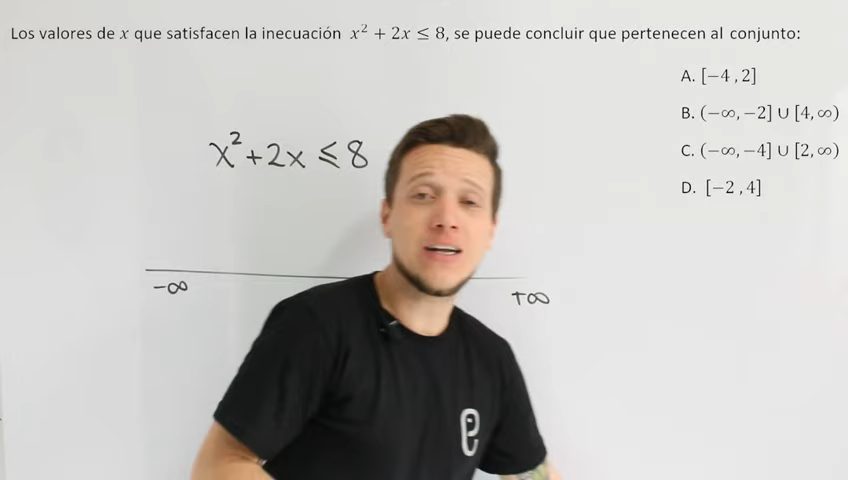 Los valores de x que satisfacen la inecuación x² + 2x ≤ 8, se puede concluir que pertenecen al conjunto:
A. [−4 , 2]
B. (−∞, −2] ∪ [4, ∞)
C. (−∞, −4] ∪ [2, ∞)
D. [−2 , 4]
x²+2x ≤ 8
-∞
+∞
e